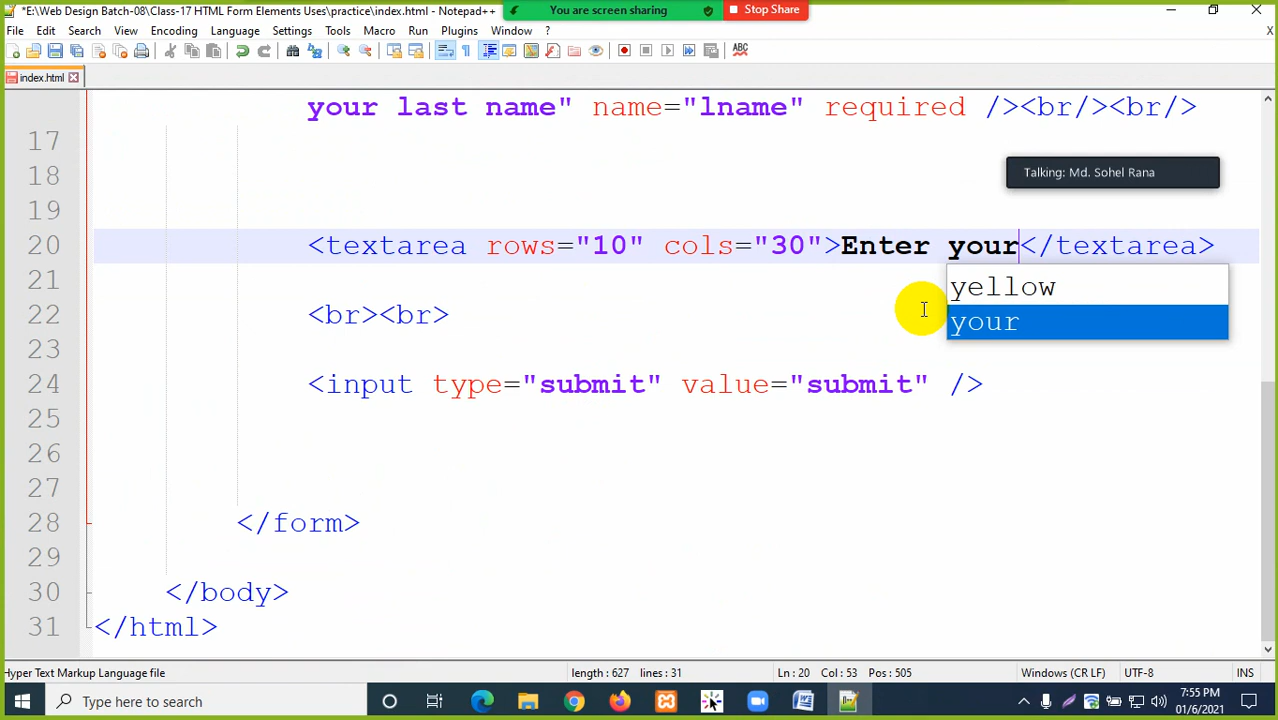 *E:\Web Design Batch-08\Class-17 HTML Form Elements Uses\practice\index.html - Notepad++
You are screen sharing
Stop Share
File Edit Search View Encoding Language Settings Tools Macro Run Plugins Window ?
X
ABC
index.html
your last name" name="lname" required /><br/><br/>
17
18
Talking: Md. Sohel Rana
19
20 <textarea rows="10" cols="30">Enter your</textarea>
21 yellow
22 <br><br>
your
23
24 <input type="submit" value="submit" />
25
26
27
28 </form>
29
30 </body>
31 </html>
Hyper Text Markup Language file length : 627 lines : 31 Ln : 20 Col : 53 Pos : 505 Windows (CR LF) UTF-8 INS
Type here to search
7:55 PM
01/6/2021